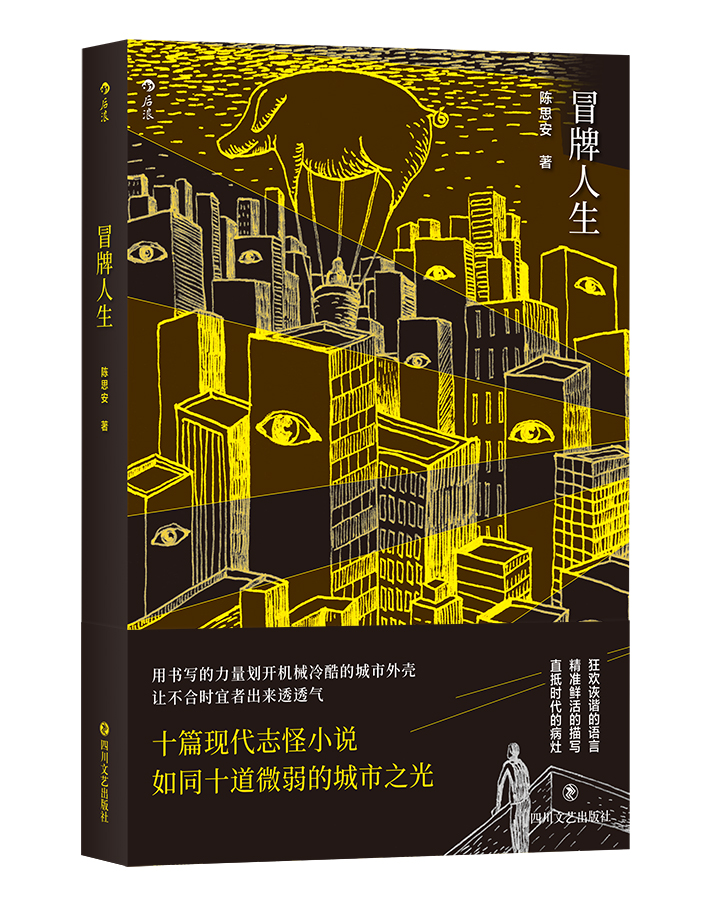 后浪
冒牌人生
陈思安 著
四川文艺出版社
冒牌人生
陈思安 著
用书写的力量划开机械冷酷的城市外壳
让不合时宜者出来透透气
十篇现代志怪小说
如同十道微弱的城市之光
狂欢诙谐的语言
精准鲜活的描写
直抵时代的病灶
四川文艺出版社